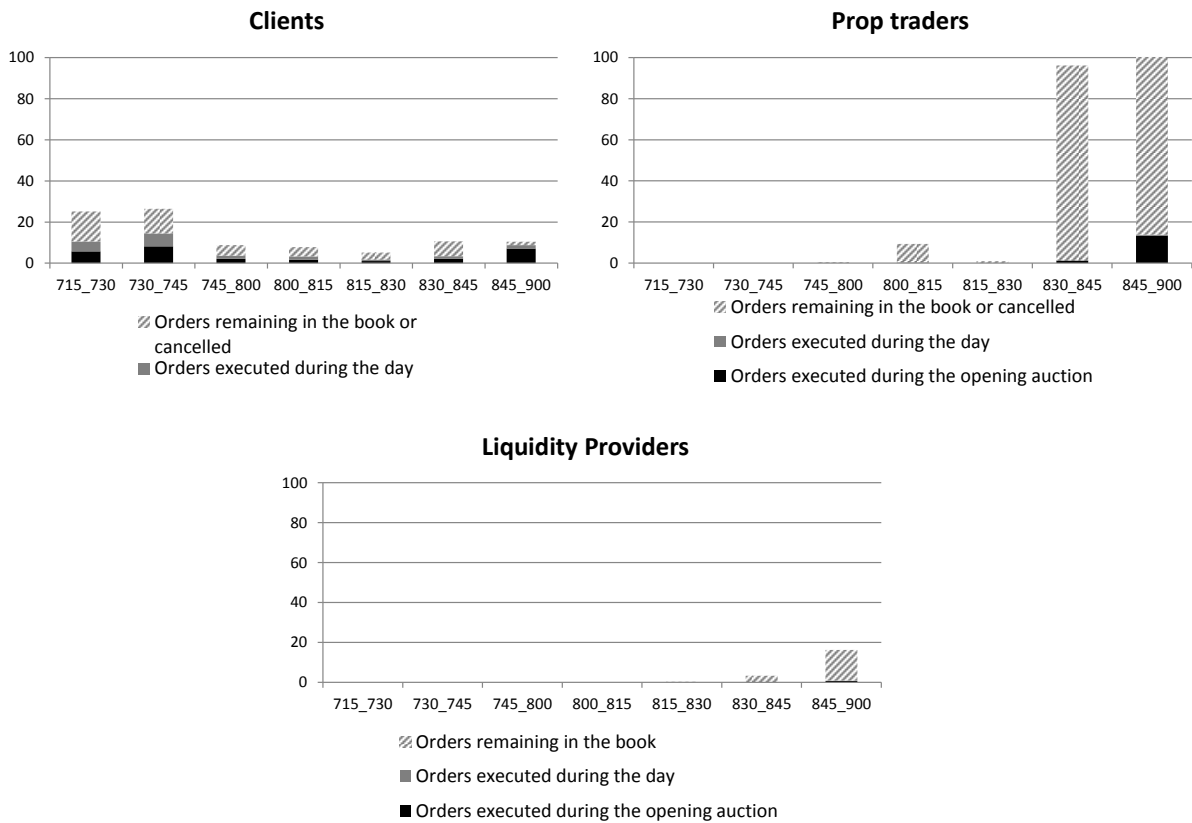 Clients
100
80
60
40
20
0
715_730 730_745 745_800 800_815 815_830 830_845 845_900
Orders remaining in the book or
cancelled
Orders executed during the day
Prop traders
100
80
60
40
20
0
715_730 730_745 745_800 800_815 815_830 830_845 845_900
Orders remaining in the book or cancelled
Orders executed during the day
Orders executed during the opening auction
Liquidity Providers
100
80
60
40
20
0
715_730 730_745 745_800 800_815 815_830 830_845 845_900
Orders remaining in the book
Orders executed during the day
Orders executed during the opening auction